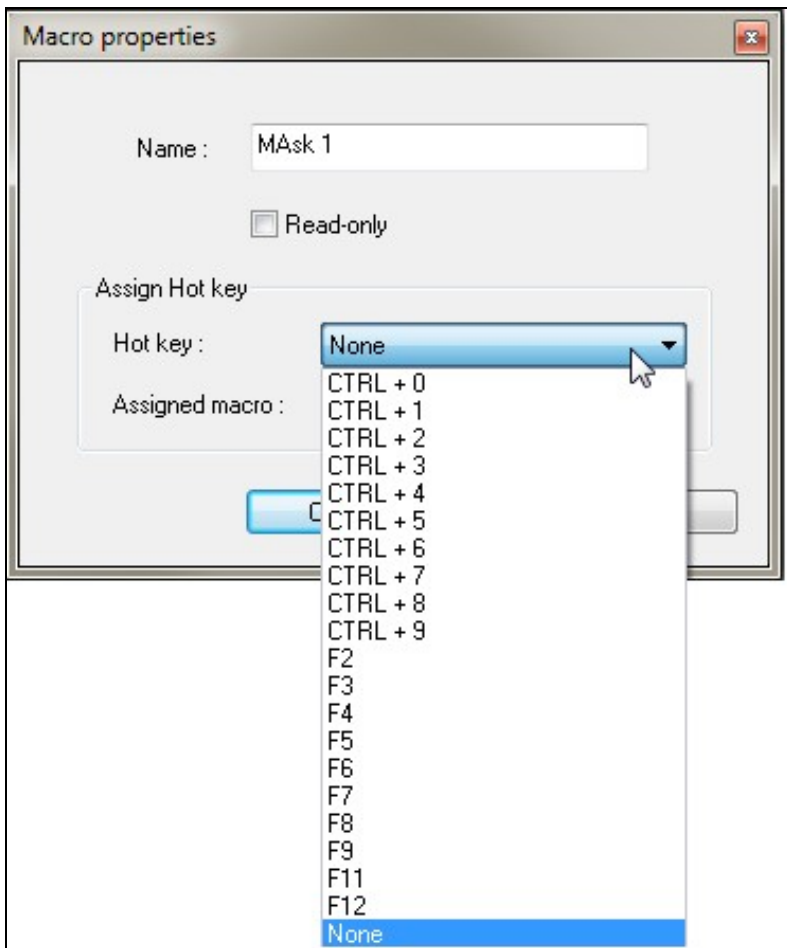 Macro properties
Name : MAsk 1
Read-only
Assign Hot key
Hot key : None
Assigned macro :
CTRL + 0
CTRL + 1
CTRL + 2
CTRL + 3
CTRL + 4
CTRL + 5
CTRL + 6
CTRL + 7
CTRL + 8
CTRL + 9
F2
F3
F4
F5
F6
F7
F8
F9
F11
F12
None